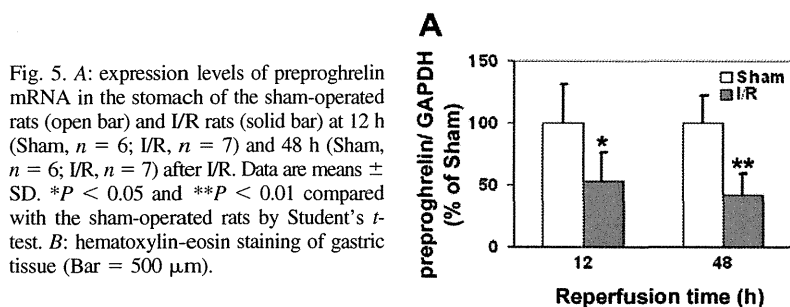 Fig. 5. A: expression levels of preproghrelin
mRNA in the stomach of the sham-operated
rats (open bar) and I/R rats (solid bar) at 12 h
(Sham, n = 6; I/R, n = 7) and 48 h (Sham,
n = 6; I/R, n = 7) after I/R. Data are means ±
SD. *P < 0.05 and **P < 0.01 compared
with the sham-operated rats by Student's t-
test. B: hematoxylin-eosin staining of gastric
tissue (Bar = 500 μm).
A
preproghrelin/ GAPDH
(% of Sham)
150
100
50
0
Sham
I/R
*
**
12
48
Reperfusion time (h)